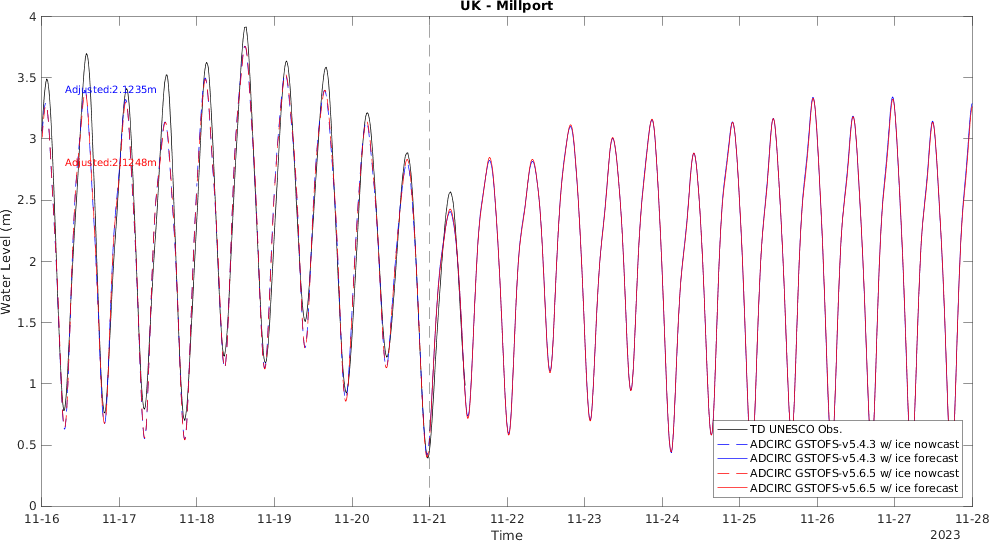 UK - Millport
4
3.5
3
2.5
2
1.5
1
0.5
0
Water Level (m)
Adjusted:2.1235m
Adjusted:2.1248m
TD UNESCO Obs.
ADCIRC GSTOFS-v5.4.3 w/ ice nowcast
ADCIRC GSTOFS-v5.4.3 w/ ice forecast
ADCIRC GSTOFS-v5.6.5 w/ ice nowcast
ADCIRC GSTOFS-v5.6.5 w/ ice forecast
11-16 11-17 11-18 11-19 11-20 11-21 11-22 11-23 11-24 11-25 11-26 11-27 11-28
Time
2023